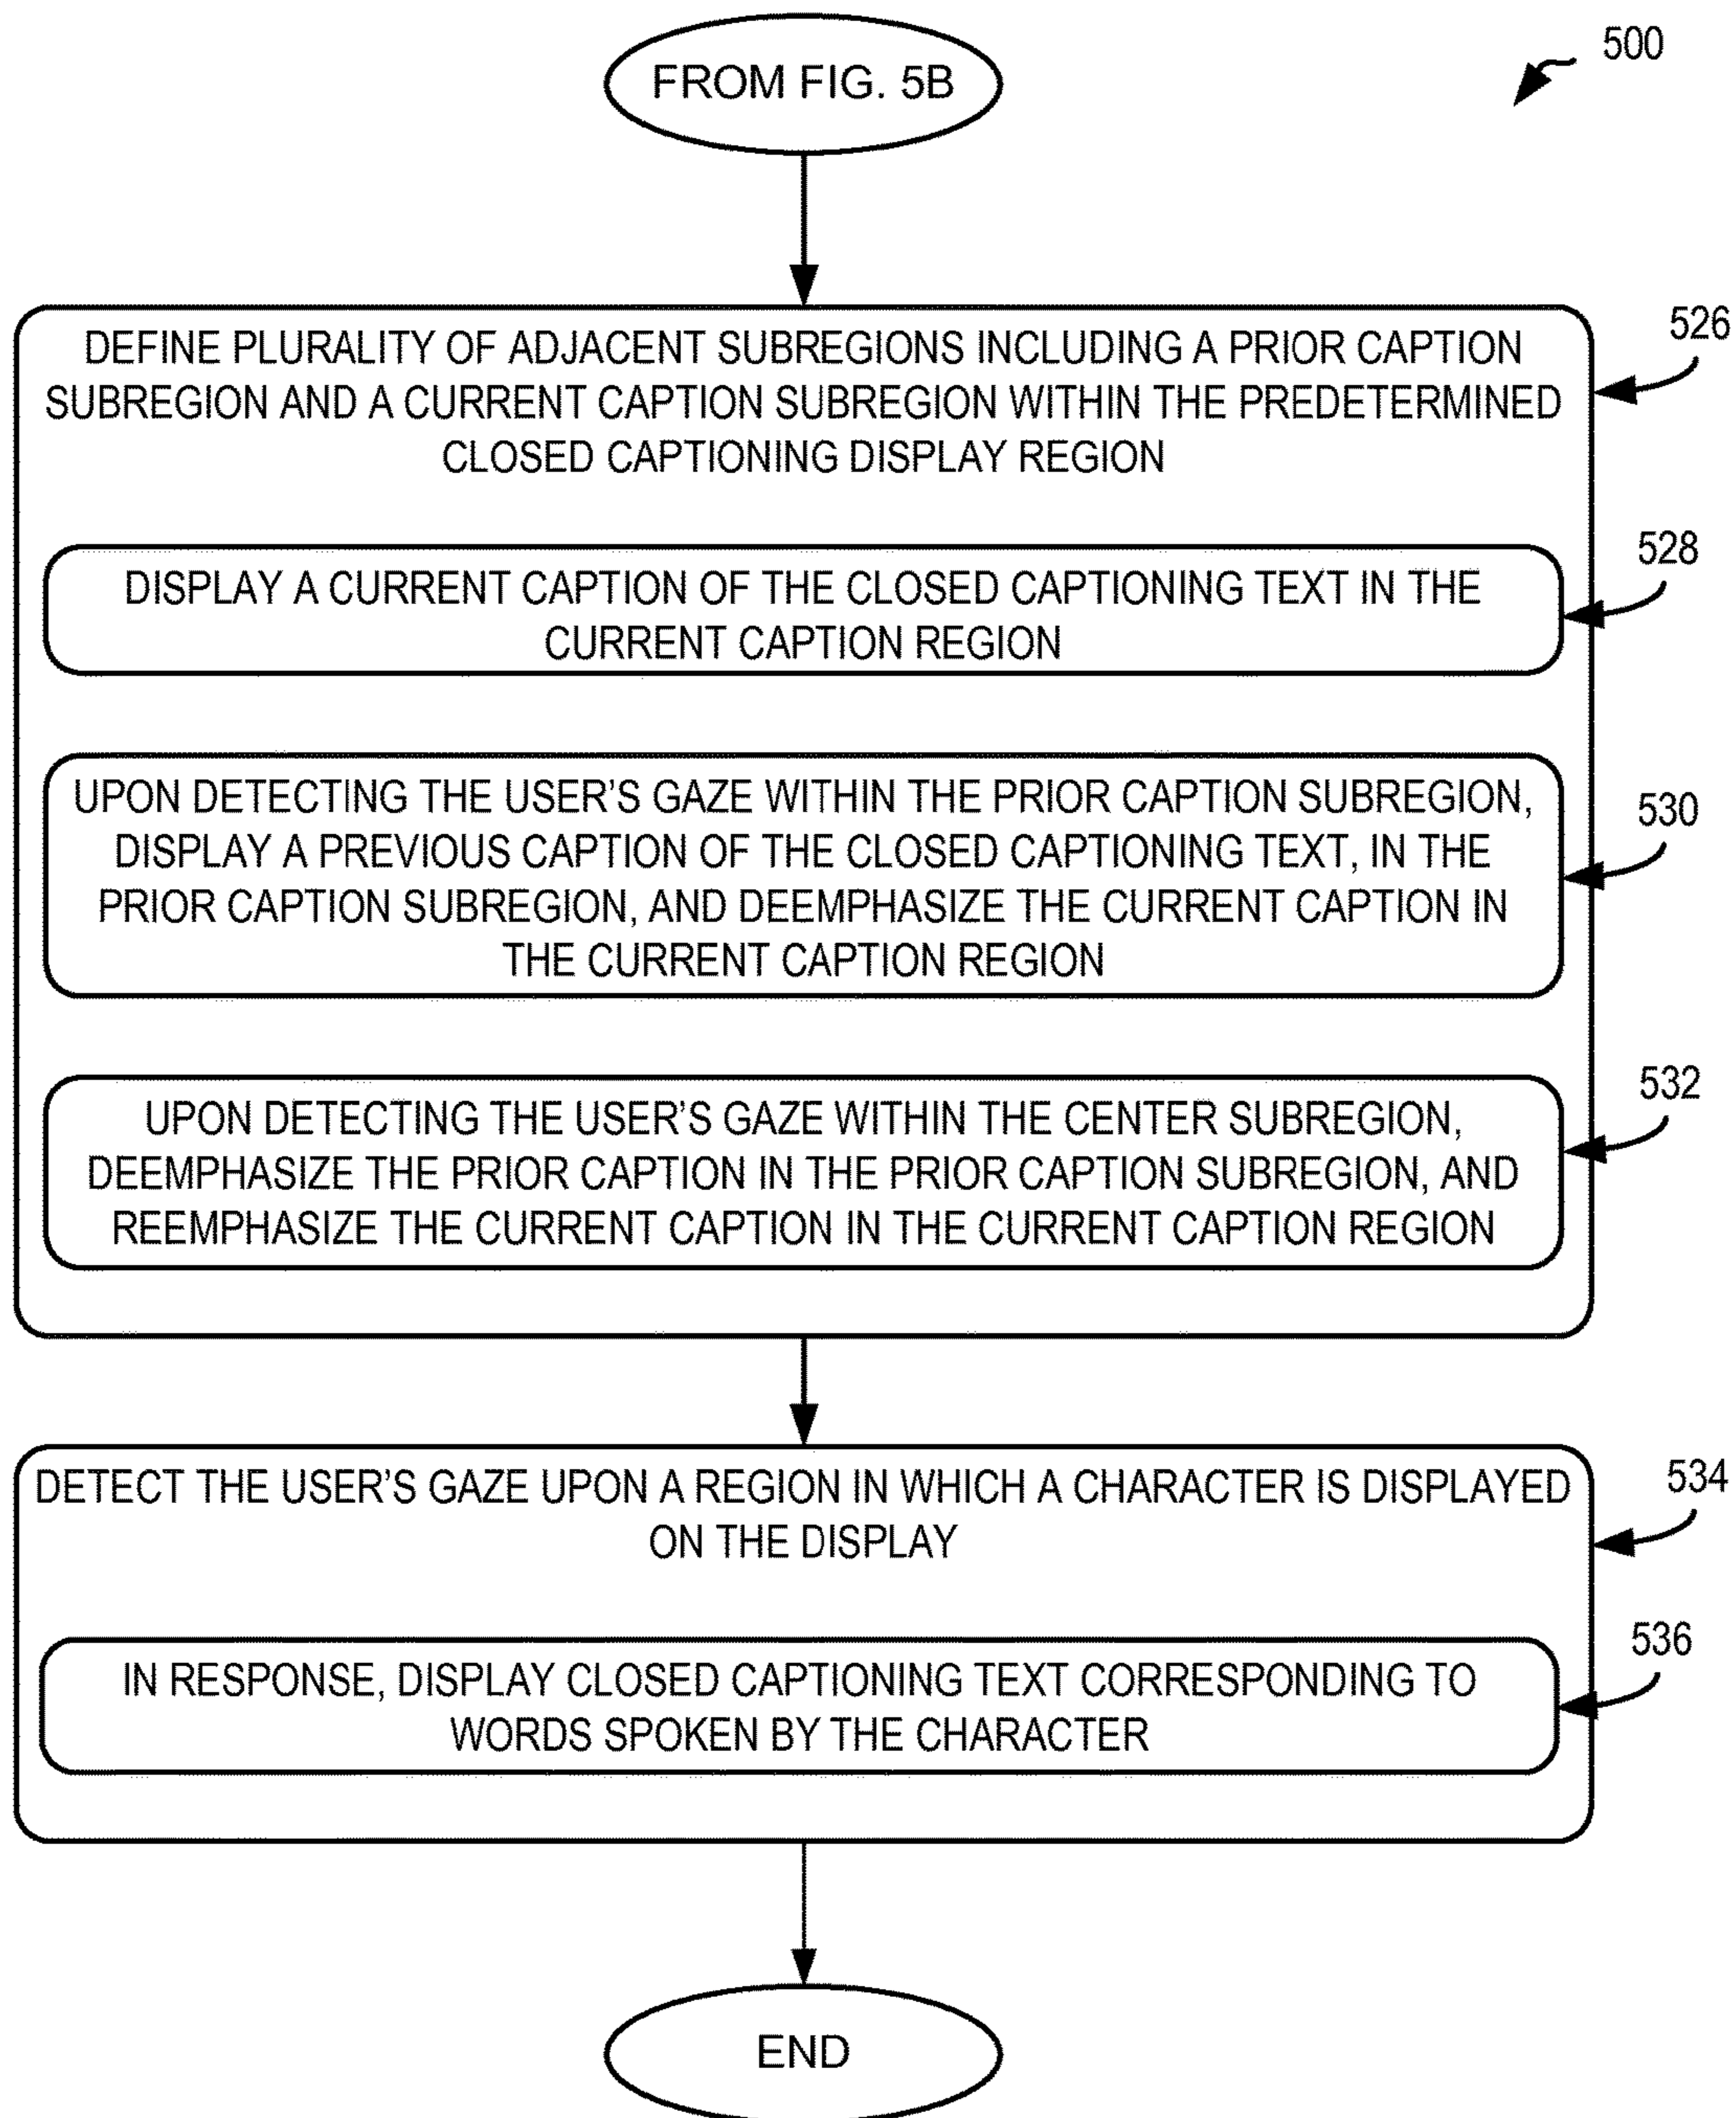 FROM FIG. 5B
500
DEFINE PLURALITY OF ADJACENT SUBREGIONS INCLUDING A PRIOR CAPTION
SUBREGION AND A CURRENT CAPTION SUBREGION WITHIN THE PREDETERMINED
CLOSED CAPTIONING DISPLAY REGION
526
DISPLAY A CURRENT CAPTION OF THE CLOSED CAPTIONING TEXT IN THE
CURRENT CAPTION REGION
528
UPON DETECTING THE USER'S GAZE WITHIN THE PRIOR CAPTION SUBREGION,
DISPLAY A PREVIOUS CAPTION OF THE CLOSED CAPTIONING TEXT, IN THE
PRIOR CAPTION SUBREGION, AND DEEMPHASIZE THE CURRENT CAPTION IN
THE CURRENT CAPTION REGION
530
UPON DETECTING THE USER'S GAZE WITHIN THE CENTER SUBREGION,
DEEMPHASIZE THE PRIOR CAPTION IN THE PRIOR CAPTION SUBREGION, AND
REEMPHASIZE THE CURRENT CAPTION IN THE CURRENT CAPTION REGION
532
DETECT THE USER'S GAZE UPON A REGION IN WHICH A CHARACTER IS DISPLAYED
ON THE DISPLAY
534
IN RESPONSE, DISPLAY CLOSED CAPTIONING TEXT CORRESPONDING TO
WORDS SPOKEN BY THE CHARACTER
536
END